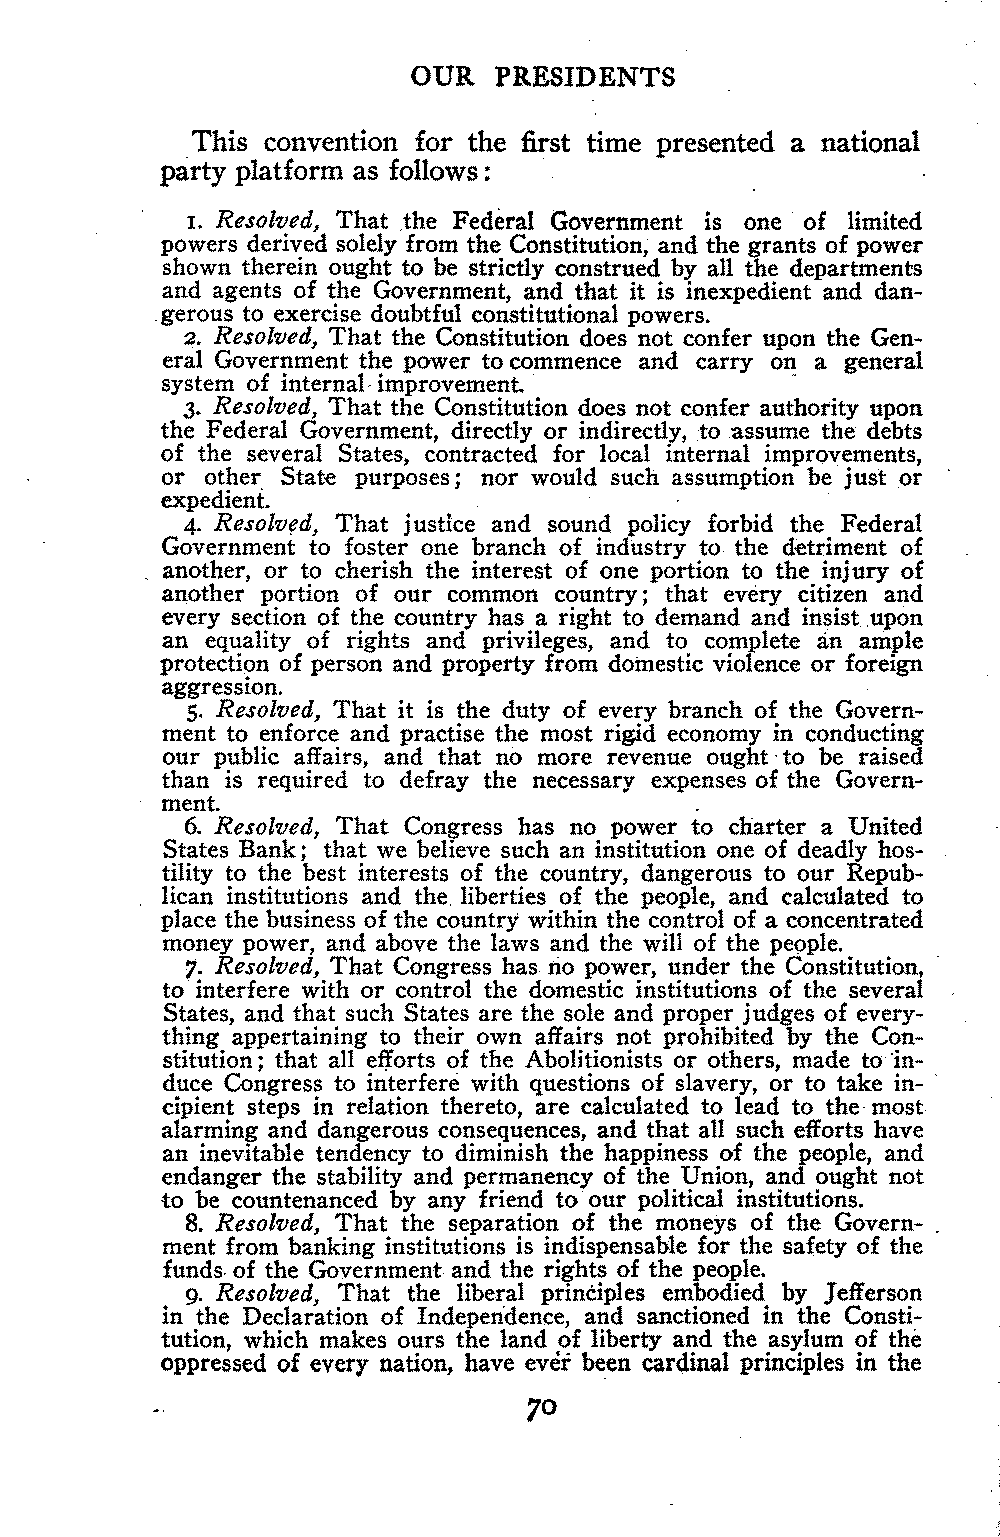 OUR PRESIDENTS
This convention for the first time presented a national
party platform as follows:
1. Resolved, That the Federal Government is one of limited
powers derived solely from the Constitution, and the grants of power
shown therein ought to be strictly construed by all the departments
and agents of the Government, and that it is inexpedient and dan-
gerous to exercise doubtful constitutional powers.
2. Resolved, That the Constitution does not confer upon the Gen-
eral Government the power to commence and carry on a general
system of internal improvement.
3. Resolved, That the Constitution does not confer authority upon
the Federal Government, directly or indirectly, to assume the debts
of the several States, contracted for local internal improvements,
or other State purposes; nor would such assumption be just or
expedient.
4. Resolved, That justice and sound policy forbid the Federal
Government to foster one branch of industry to the detriment of
another, or to cherish the interest of one portion to the injury of
another portion of our common country; that every citizen and
every section of the country has a right to demand and insist upon
an equality of rights and privileges, and to complete an ample
protection of person and property from domestic violence or foreign
aggression.
5. Resolved, That it is the duty of every branch of the Govern-
ment to enforce and practise the most rigid economy in conducting
our public affairs, and that no more revenue ought to be raised
than is required to defray the necessary expenses of the Govern-
ment.
6. Resolved, That Congress has no power to charter a United
States Bank; that we believe such an institution one of deadly hos-
tility to the best interests of the country, dangerous to our Repub-
lican institutions and the liberties of the people, and calculated to
place the business of the country within the control of a concentrated
money power, and above the laws and the will of the people.
7. Resolved, That Congress has no power, under the Constitution,
to interfere with or control the domestic institutions of the several
States, and that such States are the sole and proper judges of every-
thing appertaining to their own affairs not prohibited by the Con-
stitution; that all efforts of the Abolitionists or others, made to in-
duce Congress to interfere with questions of slavery, or to take in-
cipient steps in relation thereto, are calculated to lead to the most
alarming and dangerous consequences, and that all such efforts have
an inevitable tendency to diminish the happiness of the people, and
endanger the stability and permanency of the Union, and ought not
to be countenanced by any friend to our political institutions.
8. Resolved, That the separation of the moneys of the Govern-
ment from banking institutions is indispensable for the safety of the
funds of the Government and the rights of the people.
9. Resolved, That the liberal principles embodied by Jefferson
in the Declaration of Independence, and sanctioned in the Consti-
tution, which makes ours the land of liberty and the asylum of the
oppressed of every nation, have ever been cardinal principles in the
70